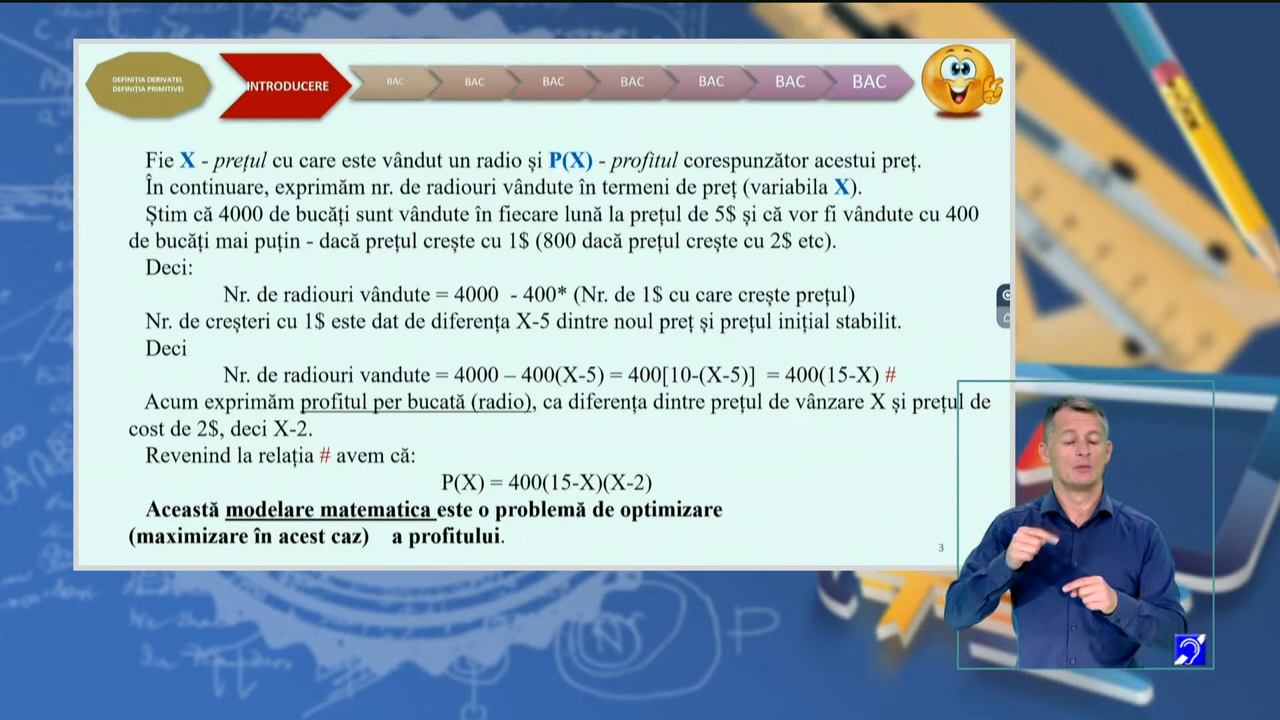 DEFINIȚIA DERIVATEI.
DEFINIȚIA PRIMITIVEI
INTRODUCERE
BAC
BAC
BAC
BAC
BAC
BAC
BAC
Fie X - prețul cu care este vândut un radio și P(X) - profitul corespunzător acestui preț.
În continuare, exprimăm nr. de radiouri vândute în termeni de preț (variabila X).
Știm că 4000 de bucăți sunt vândute în fiecare lună la prețul de 5$ și că vor fi vândute cu 400
de bucăți mai puțin - dacă prețul crește cu 1$ (800 dacă prețul crește cu 2$ etc).
Deci:
Nr. de radiouri vândute = 4000 - 400* (Nr. de 1$ cu care crește prețul)
Nr. de creșteri cu 1$ este dat de diferența X-5 dintre noul preț și prețul inițial stabilit.
Deci
Nr. de radiouri vandute = 4000 – 400(X-5) = 400[10-(X-5)] = 400(15-X) #
Acum exprimăm profitul per bucată (radio), ca diferența dintre prețul de vânzare X și prețul de
cost de 2$, deci X-2.
Revenind la relația # avem că:
P(X) = 400(15-X)(X-2)
Această modelare matematica este o problemă de optimizare
(maximizare în acest caz) a profitului.
3
N
P